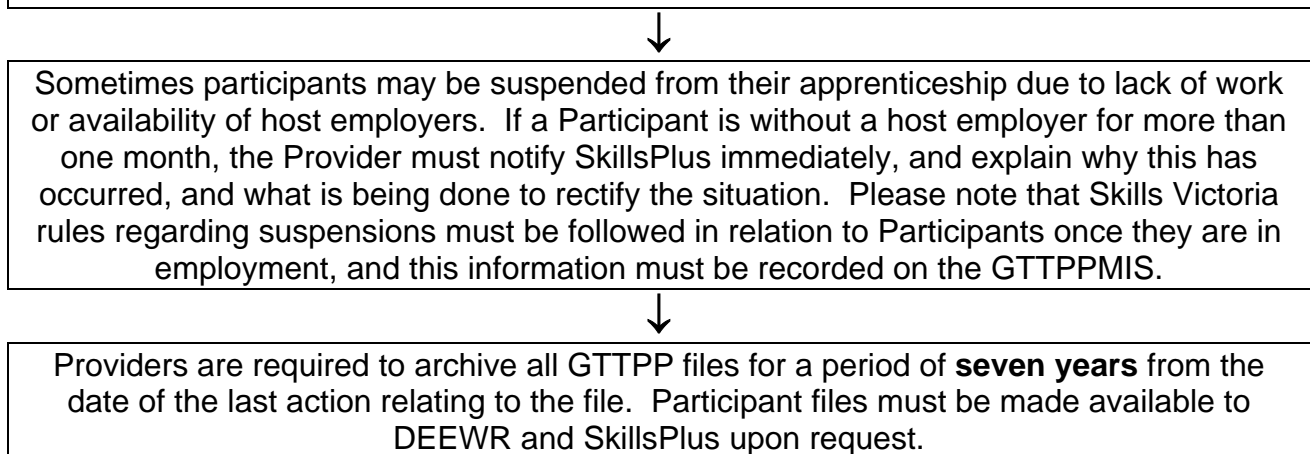 Sometimes participants may be suspended from their apprenticeship due to lack of work
or availability of host employers.  If a Participant is without a host employer for more than
one month, the Provider must notify SkillsPlus immediately, and explain why this has
occurred, and what is being done to rectify the situation.  Please note that Skills Victoria
rules regarding suspensions must be followed in relation to Participants once they are in
employment, and this information must be recorded on the GTTPPMIS.
Providers are required to archive all GTTPP files for a period of seven years from the
date of the last action relating to the file.  Participant files must be made available to
DEEWR and SkillsPlus upon request.